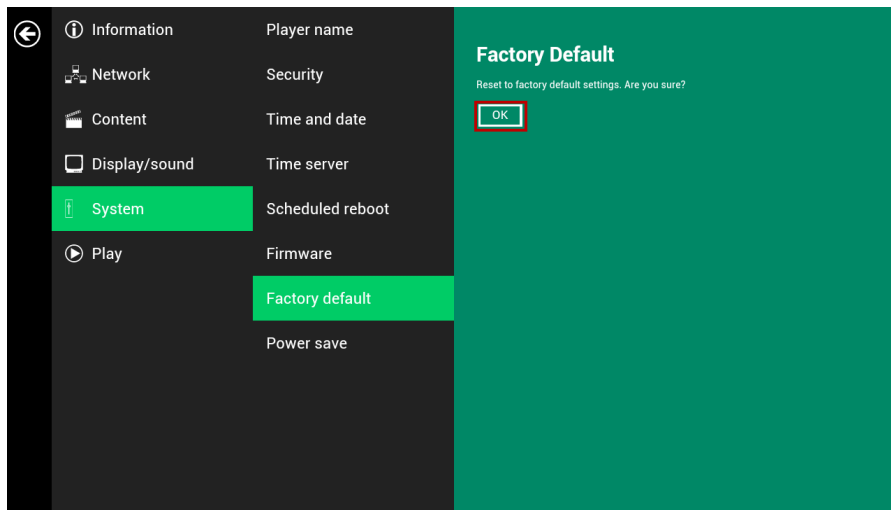 Information
Network
Content
Display/sound
System
Play
Player name
Security
Time and date
Time server
Scheduled reboot
Firmware
Factory default
Power save
Factory Default
Reset to factory default settings. Are you sure?
OK